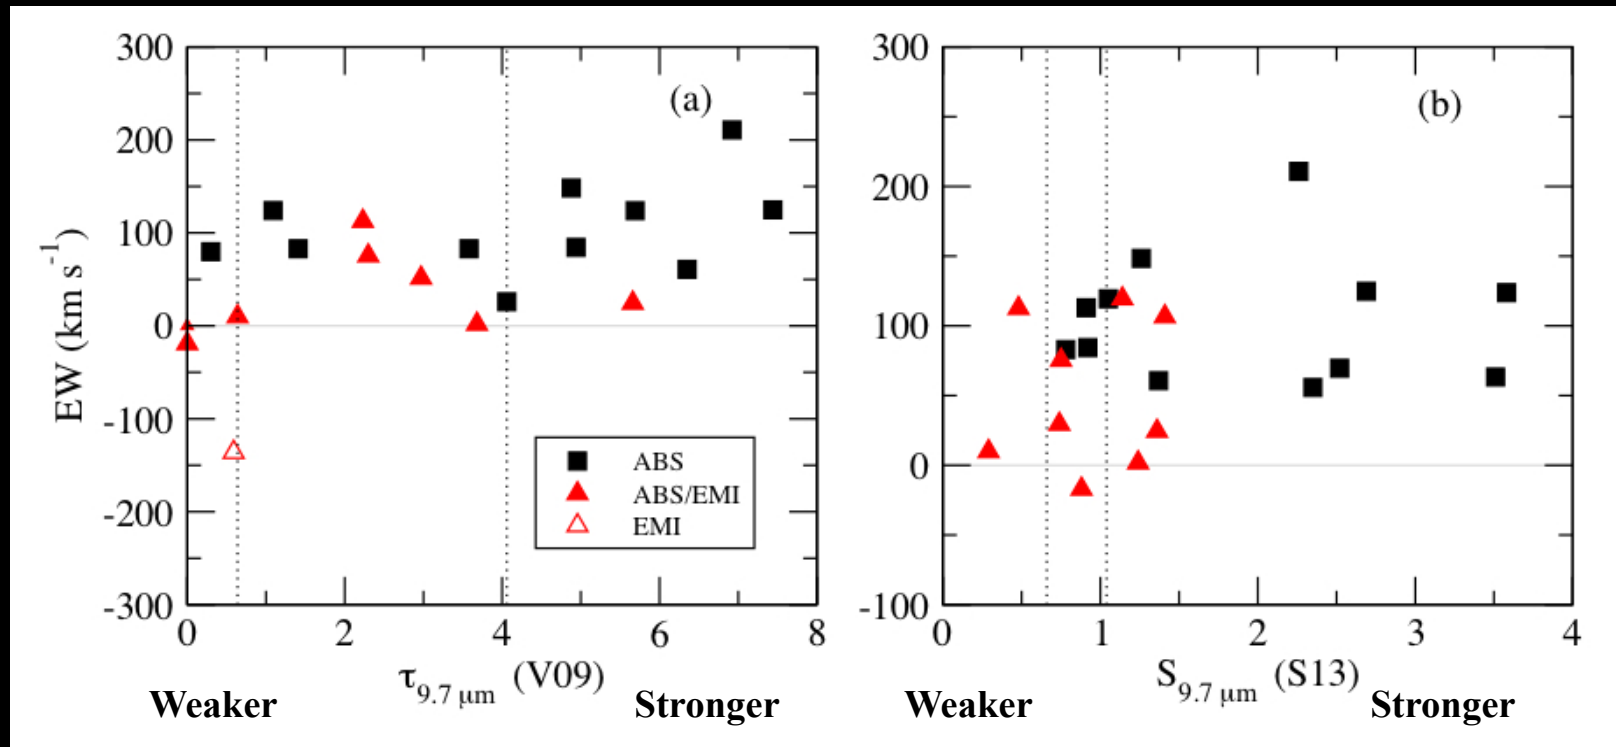 300
200
100
0
-100
-200
-300
EW (km s⁻¹)
(a)
ABS
ABS/EMI
EMI
0 2 4 6 8
τ9.7 μm (V09)
Weaker Stronger
300
200
100
0
-100
(b)
0 1 2 3 4
S9.7 μm (S13)
Weaker Stronger